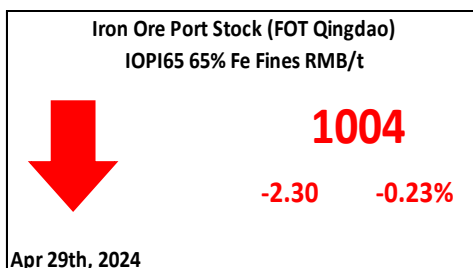 Iron Ore Port Stock (FOT Qingdao)
IOPI65 65% Fe Fines RMB/t
1004
-2.30 -0.23%
Apr 29th, 2024